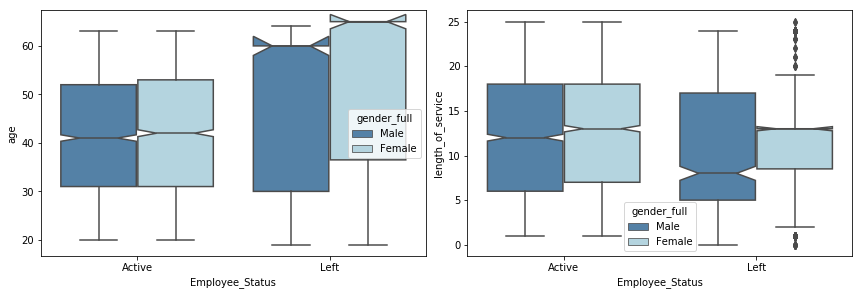 60
50
40
30
20
age
Active
Left
Employee_Status
gender_full
Male
Female
25
20
15
10
5
0
length_of_service
Active
Left
Employee_Status
gender_full
Male
Female